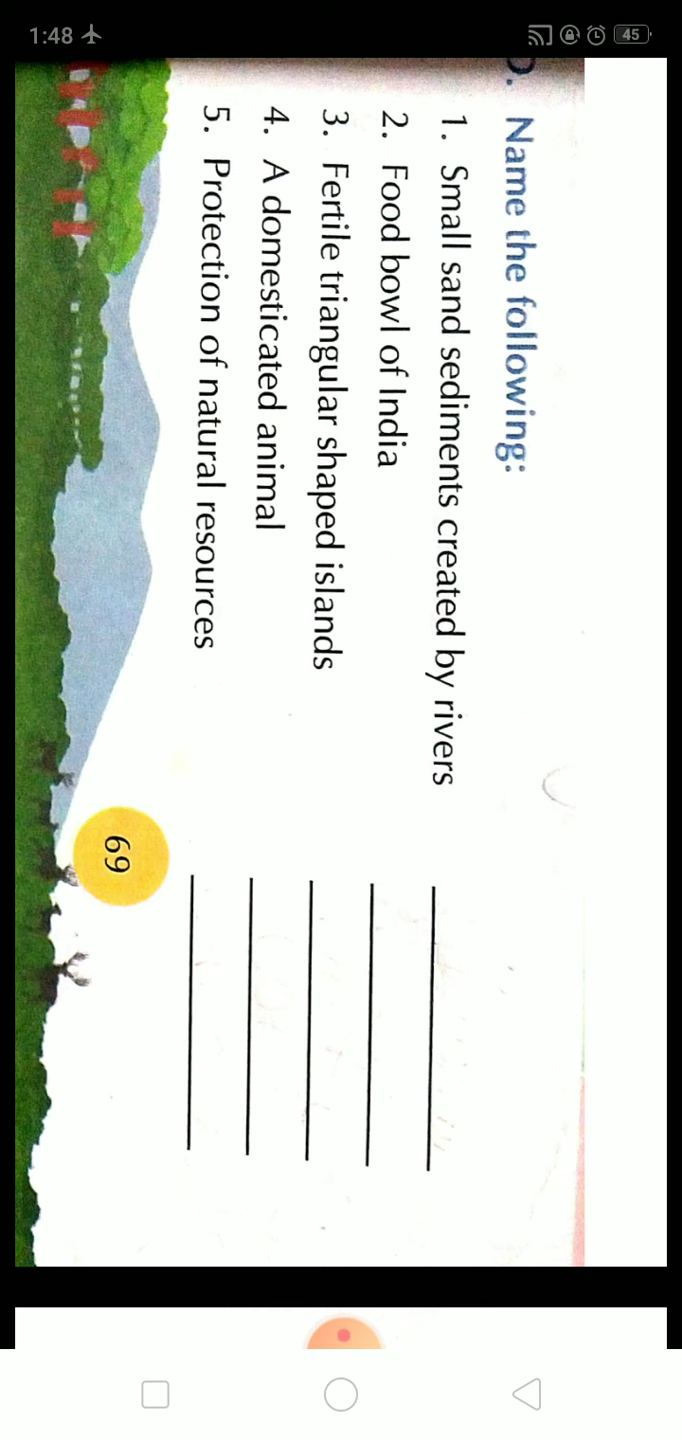 1:48
45
D. Name the following:
1. Small sand sediments created by rivers
2. Food bowl of India
3. Fertile triangular shaped islands
4. A domesticated animal
5. Protection of natural resources
69